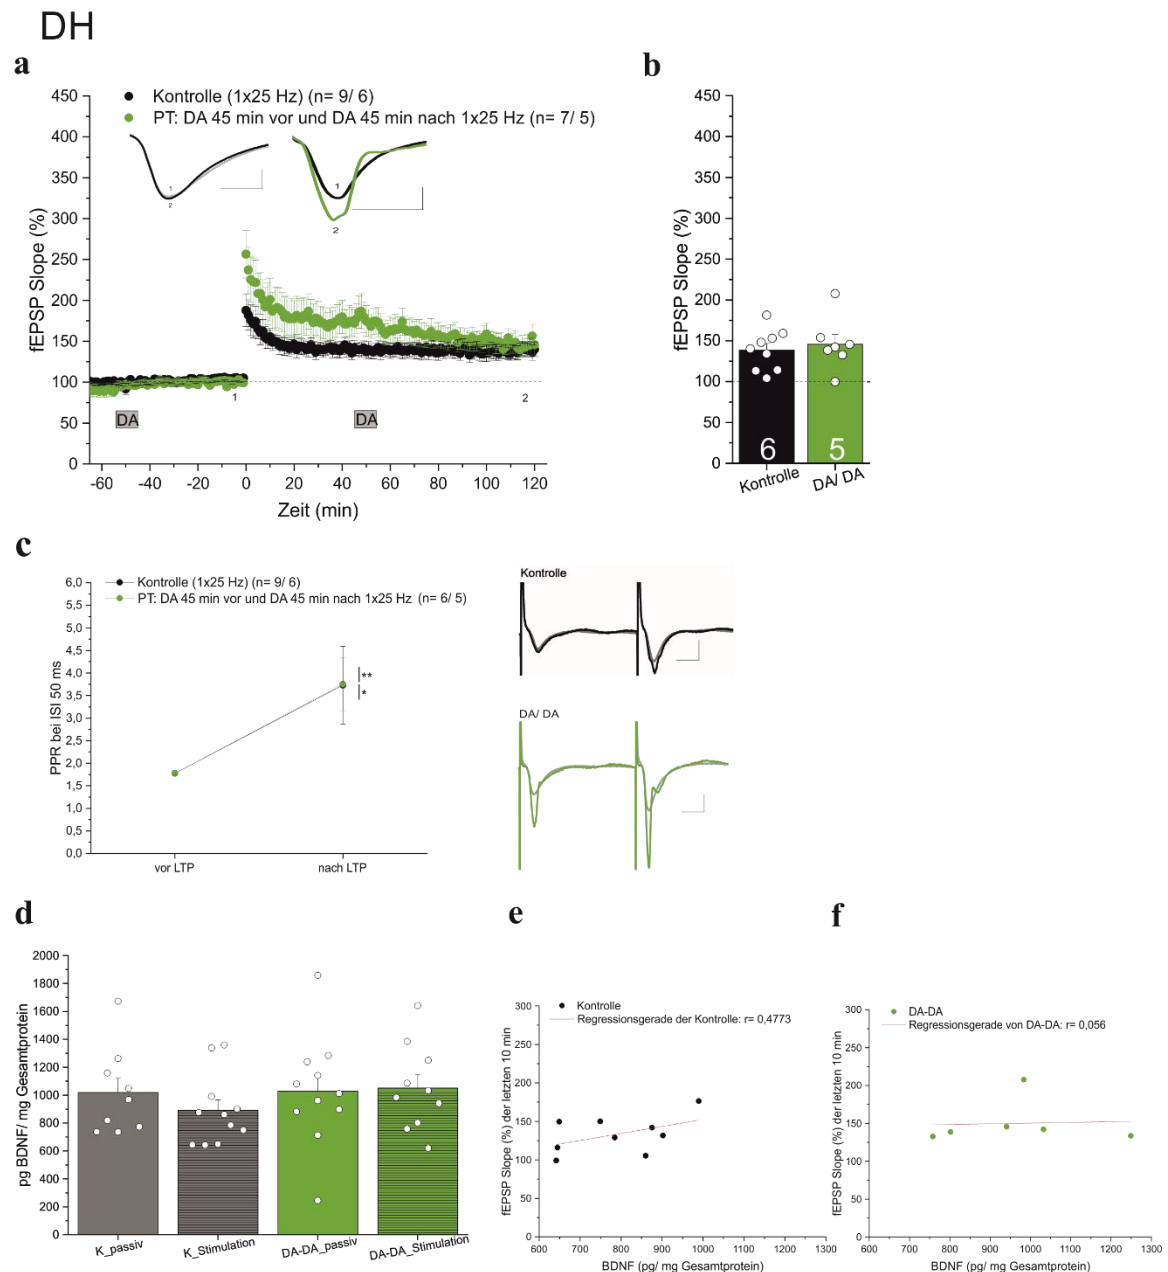 DH
a
450
400
350
300
250
200
150
100
50
0
fEPSP Slope (%)
Kontrolle (1x25 Hz) (n= 9/ 6)
PT: DA 45 min vor und DA 45 min nach 1x25 Hz (n= 7/ 5)
1
2
1
2
1
2
DA
DA
-60 -40 -20 0 20 40 60 80 100 120
Zeit (min)
b
450
400
350
300
250
200
150
100
50
0
fEPSP Slope (%)
6
5
Kontrolle
DA/ DA
c
Kontrolle (1x25 Hz) (n= 9/ 6)
PT: DA 45 min vor und DA 45 min nach 1x25 Hz (n= 6/ 5)
6,0
5,5
5,0
4,5
4,0
3,5
3,0
2,5
2,0
1,5
1,0
0,5
0,0
PPR bei ISI 50 ms
**
*
vor LTP
nach LTP
Kontrolle
DA/ DA
d
2000
1800
1600
1400
1200
1000
800
600
400
200
0
pg BDNF/ mg Gesamtprotein
K_passiv
K_Stimulation
DA-DA_passiv
DA-DA_Stimulation
e
Kontrolle
Regressionsgerade der Kontrolle: r= 0,4773
300
250
200
150
100
50
0
fEPSP Slope (%) der letzten 10 min
600 700 800 900 1000 1100 1200 1300
BDNF (pg/ mg Gesamtprotein)
f
DA-DA
Regressionsgerade von DA-DA: r= 0,056
300
250
200
150
100
50
0
fEPSP Slope (%) der letzten 10 min
600 700 800 900 1000 1100 1200 1300
BDNF (pg/ mg Gesamtprotein)